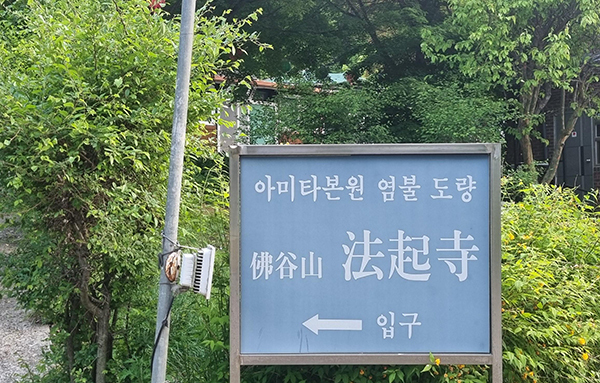 아미타본원 염불 도량
佛谷山 法起寺
← 입구